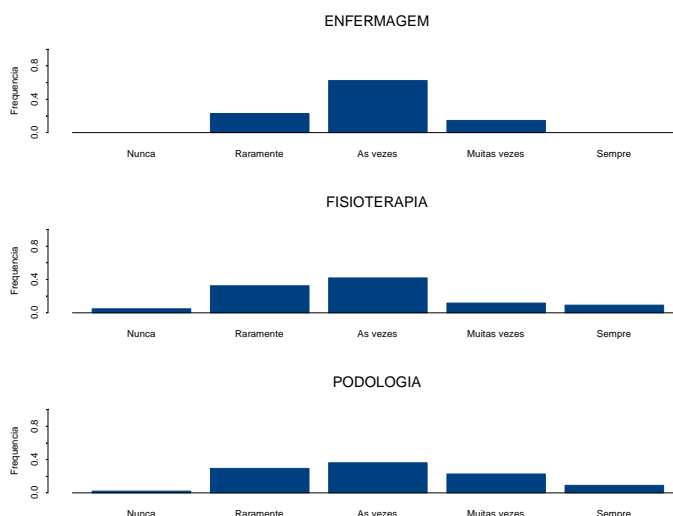 ENFERMAGEM
Frequencia
0.8
0.4
0.0
Nunca Raramente As vezes Muitas vezes Sempre
FISIOTERAPIA
Frequencia
0.8
0.4
0.0
Nunca Raramente As vezes Muitas vezes Sempre
PODOLOGIA
Frequencia
0.8
0.4
0.0
Nunca Raramente As vezes Muitas vezes Sempre